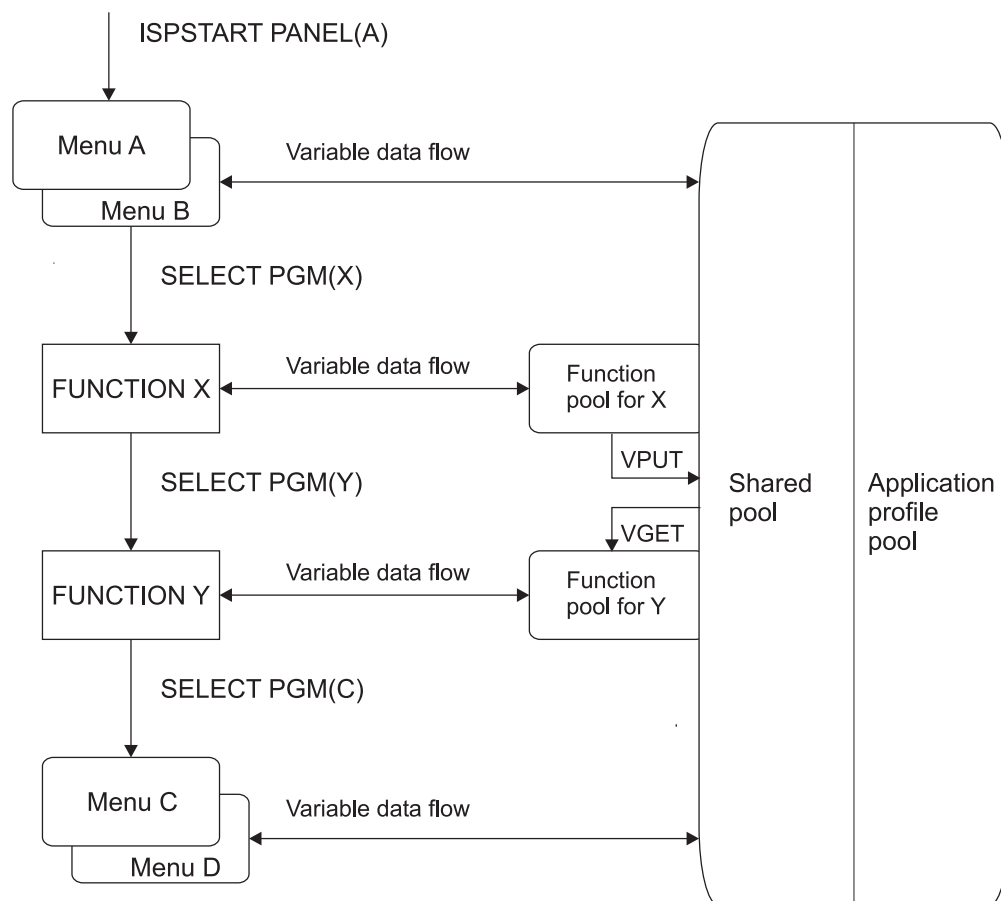 ISPSTART PANEL(A)
Menu A
Menu B
Variable data flow
SELECT PGM(X)
FUNCTION X
Variable data flow
Function
pool for X
VPUT
SELECT PGM(Y)
Shared
pool
Application
profile
pool
VGET
FUNCTION Y
Variable data flow
Function
pool for Y
SELECT PGM(C)
Menu C
Menu D
Variable data flow